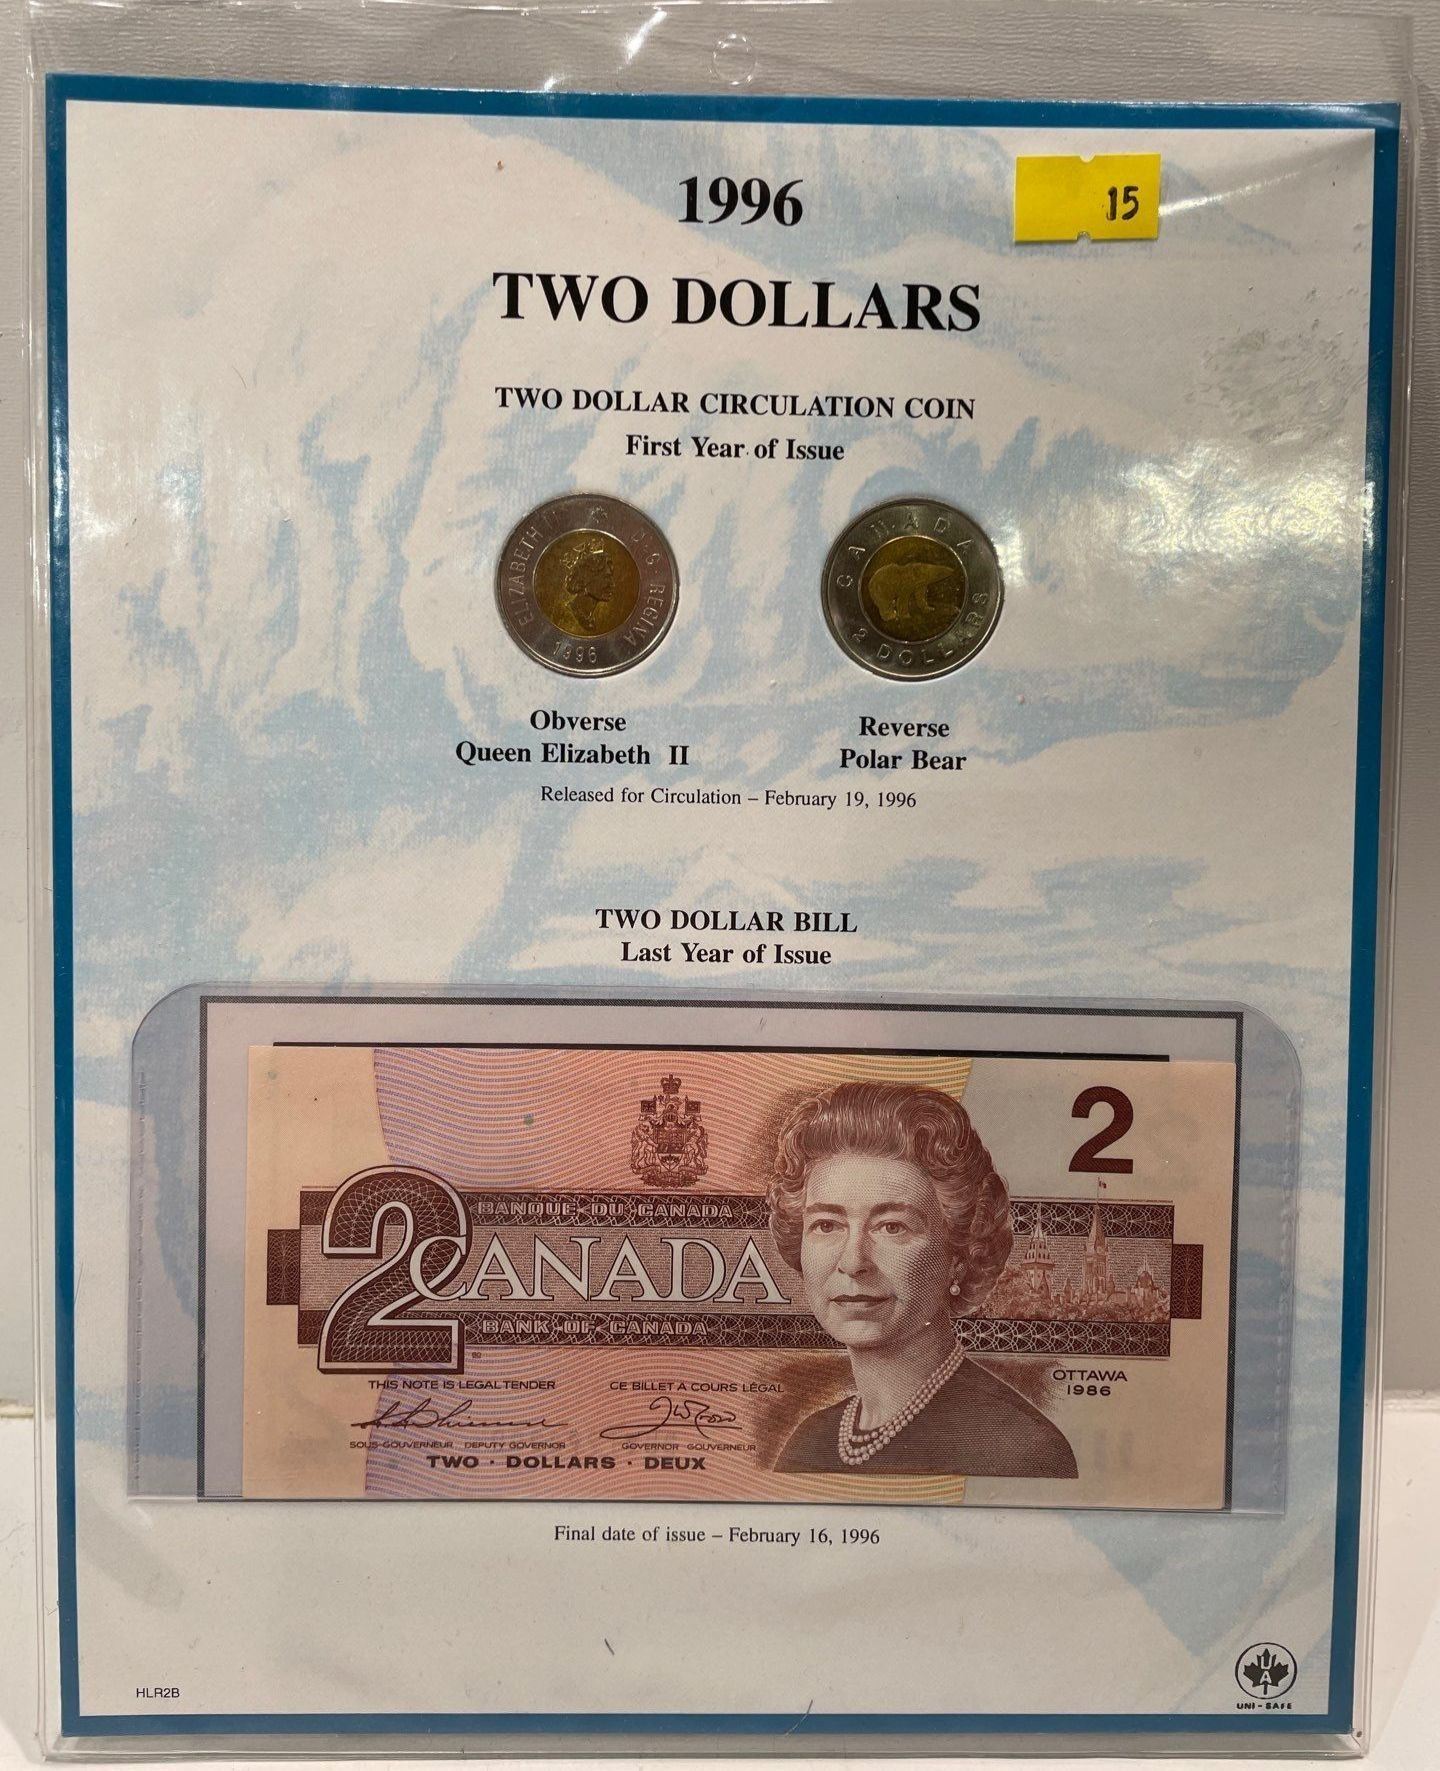 1996
15
TWO DOLLARS
TWO DOLLAR CIRCULATION COIN
First Year of Issue
ELIZABETH II D·G·REGINA
1996
CANADA
2 DOLLARS
Obverse
Queen Elizabeth II
Reverse
Polar Bear
Released for Circulation – February 19, 1996
TWO DOLLAR BILL
Last Year of Issue
2
2
BANQUE·DU·CANADA
CANADA
BANK·OF·CANADA
OTTAWA
1986
THIS NOTE IS LEGAL TENDER
CE BILLET A COURS LÉGAL
SOUS-GOUVERNEUR DEPUTY GOVERNOR
GOVERNOR GOUVERNEUR
TWO · DOLLARS · DEUX
Final date of issue – February 16, 1996
HLR2B
UA
UNI-SAFE